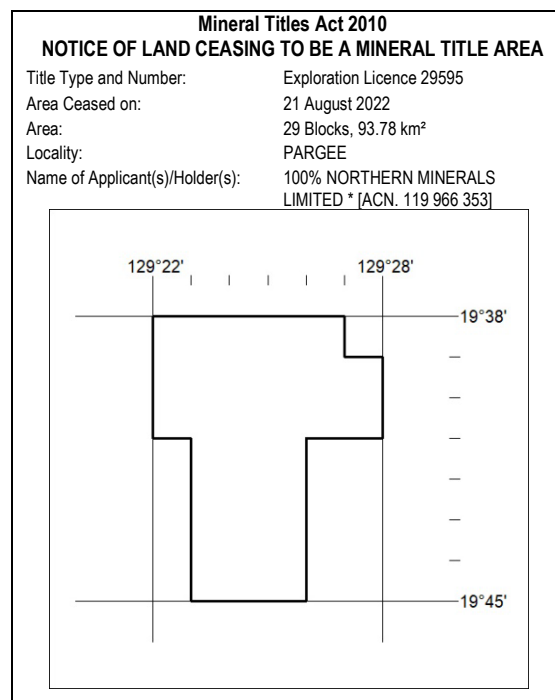 Mineral Titles Act 2010
NOTICE OF LAND CEASING TO BE A MINERAL TITLE AREA
Title Type and Number: Exploration Licence 29595
Area Ceased on: 21 August 2022
Area: 29 Blocks, 93.78 km²
Locality: PARGEE
Name of Applicant(s)/Holder(s): 100% NORTHERN MINERALS
LIMITED * [ACN. 119 966 353]
129°22' 129°28'
19°38'
19°45'